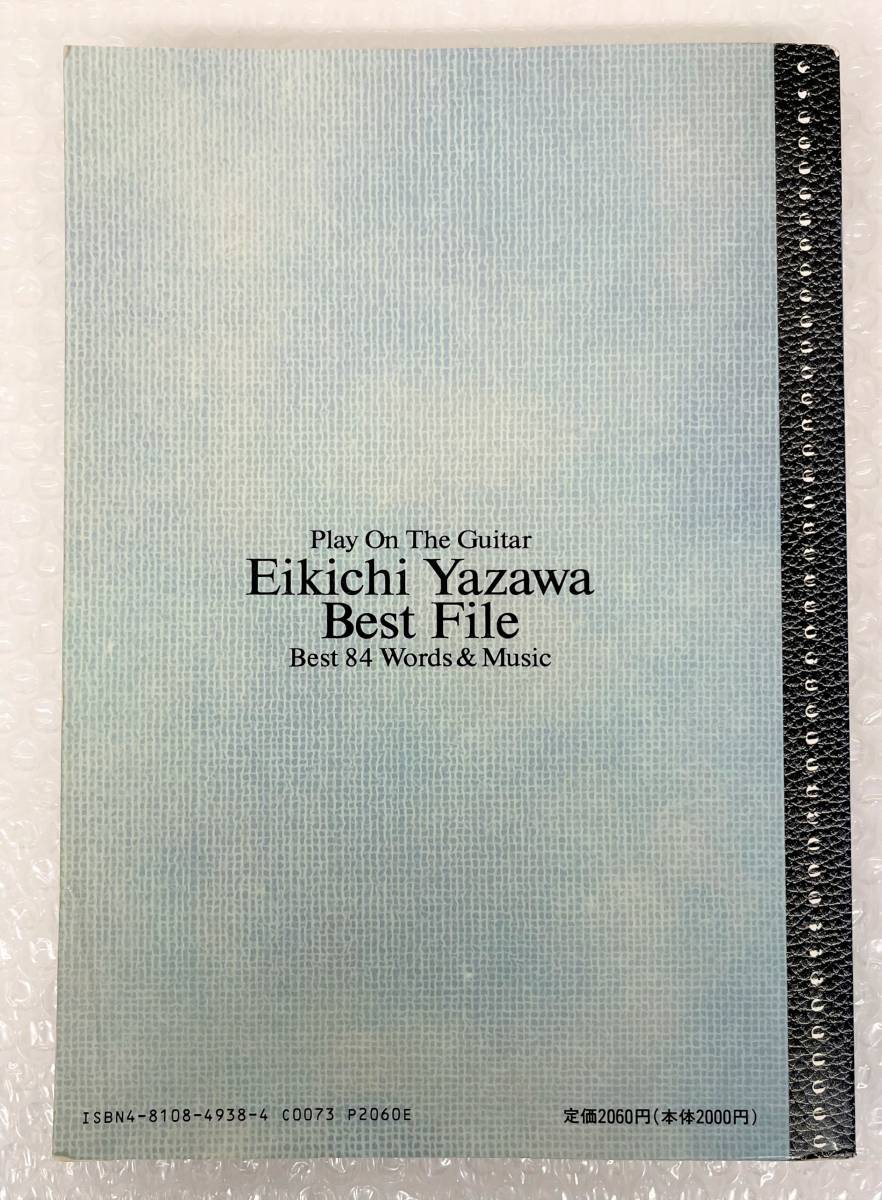 Play On The Guitar
Eikichi Yazawa
Best File
Best 84 Words & Music
ISBN4-8108-4938-4 C0073 P2060E
定価2060円(本体2000円)